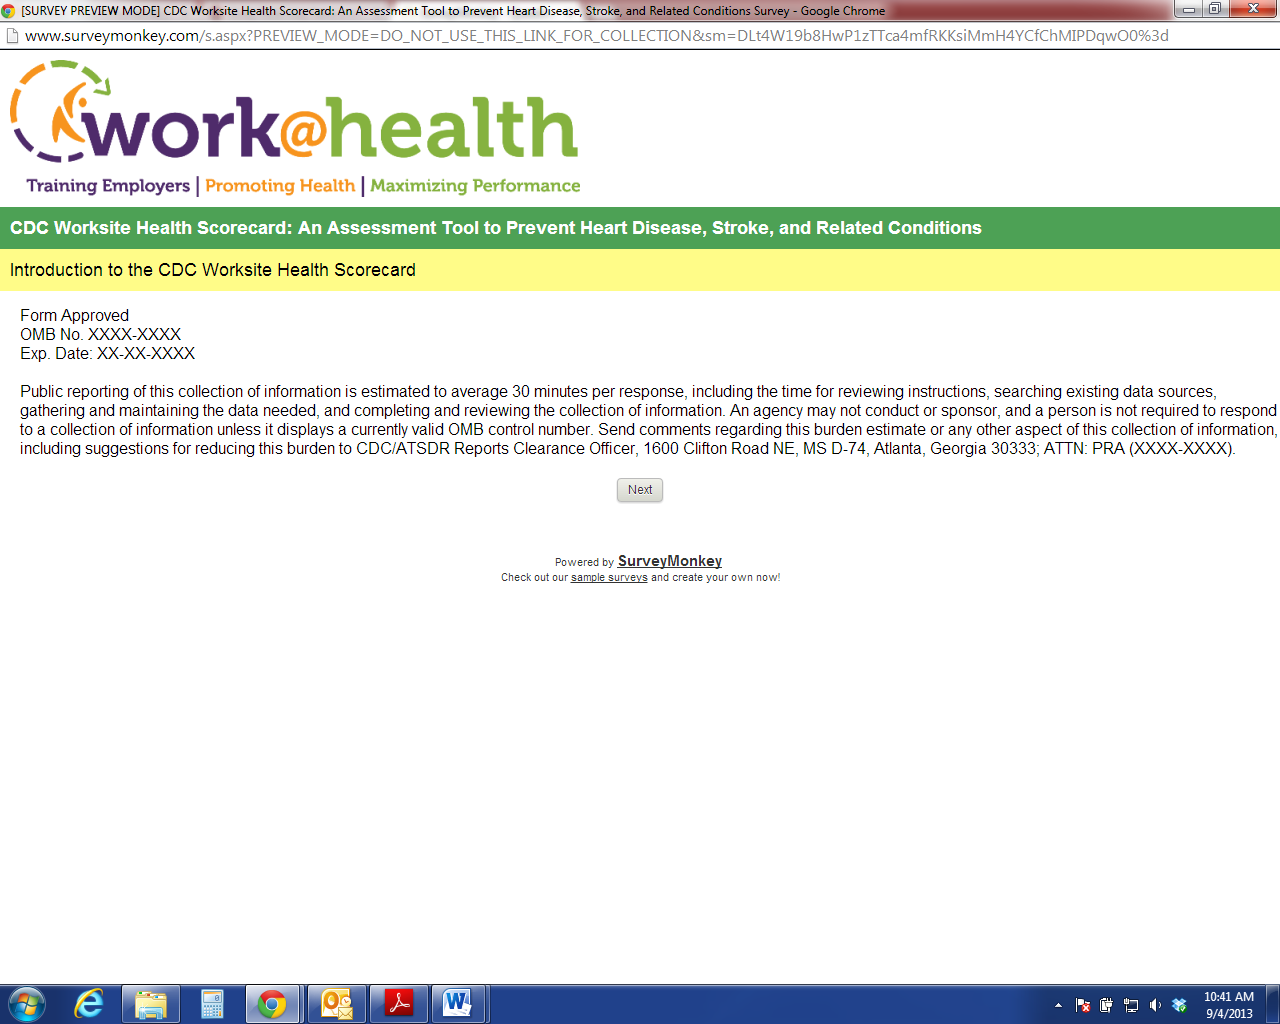 [SURVEY PREVIEW MODE] CDC Worksite Health Scorecard: An Assessment Tool to Prevent Heart Disease, Stroke, and Related Conditions Survey - Google Chrome
www.surveymonkey.com/s.aspx?PREVIEW_MODE=DO_NOT_USE_THIS_LINK_FOR_COLLECTION&sm=DLt4W19b8HwP1zTTca4mfRKKsiMmH4YCfChMIPDqwO0%3d
work@health
Training Employers | Promoting Health | Maximizing Performance
CDC Worksite Health Scorecard: An Assessment Tool to Prevent Heart Disease, Stroke, and Related Conditions
Introduction to the CDC Worksite Health Scorecard
Form Approved
OMB No. XXXX-XXXX
Exp. Date: XX-XX-XXXX
Public reporting of this collection of information is estimated to average 30 minutes per response, including the time for reviewing instructions, searching existing data sources,
gathering and maintaining the data needed, and completing and reviewing the collection of information. An agency may not conduct or sponsor, and a person is not required to respond
to a collection of information unless it displays a currently valid OMB control number. Send comments regarding this burden estimate or any other aspect of this collection of information,
including suggestions for reducing this burden to CDC/ATSDR Reports Clearance Officer, 1600 Clifton Road NE, MS D-74, Atlanta, Georgia 30333; ATTN: PRA (XXXX-XXXX).
Next
Powered by SurveyMonkey
Check out our sample surveys and create your own now!
10:41 AM
9/4/2013